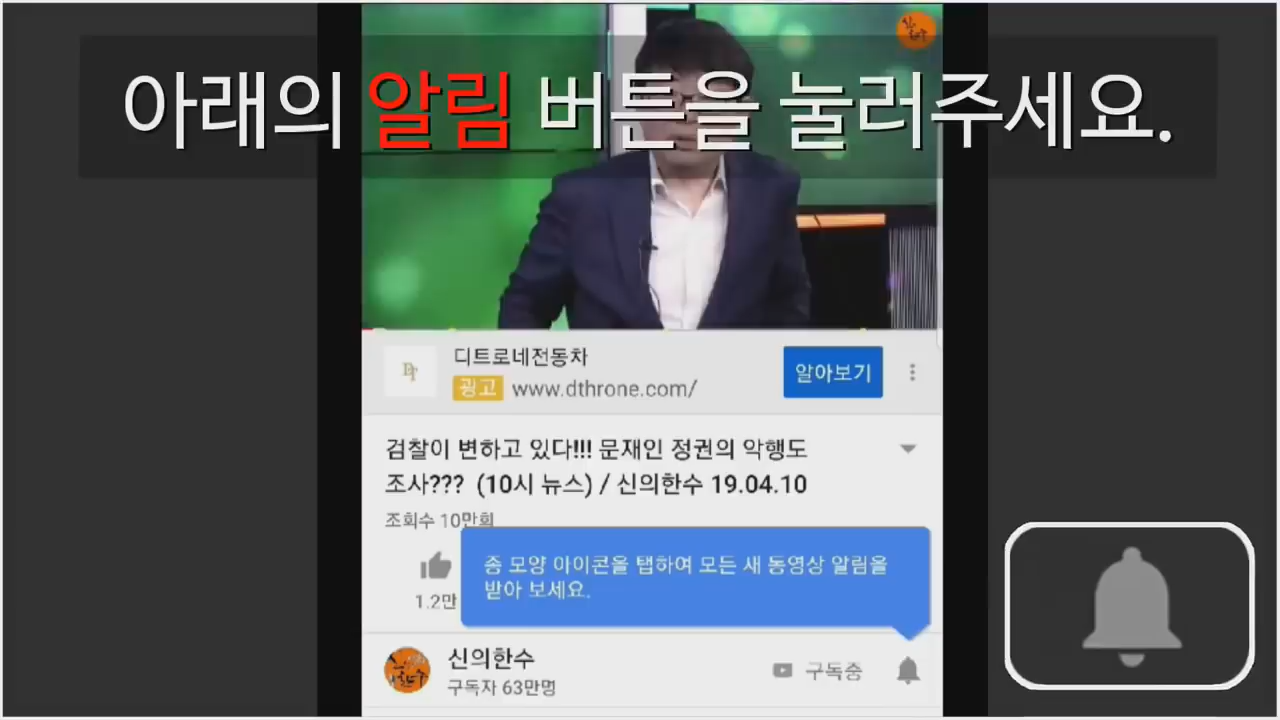 아래의 알림 버튼을 눌러주세요.
디트로네전동차
알아보기
광고 www.dthrone.com/
검찰이 변하고 있다!!! 문재인 정권의 악행도
조사??? (10시 뉴스) / 신의한수 19.04.10
조회수 10만회
종 모양 아이콘을 탭하여 모든 새 동영상 알림을
받아 보세요.
1.2만
신의한수
구독중
구독자 63만명